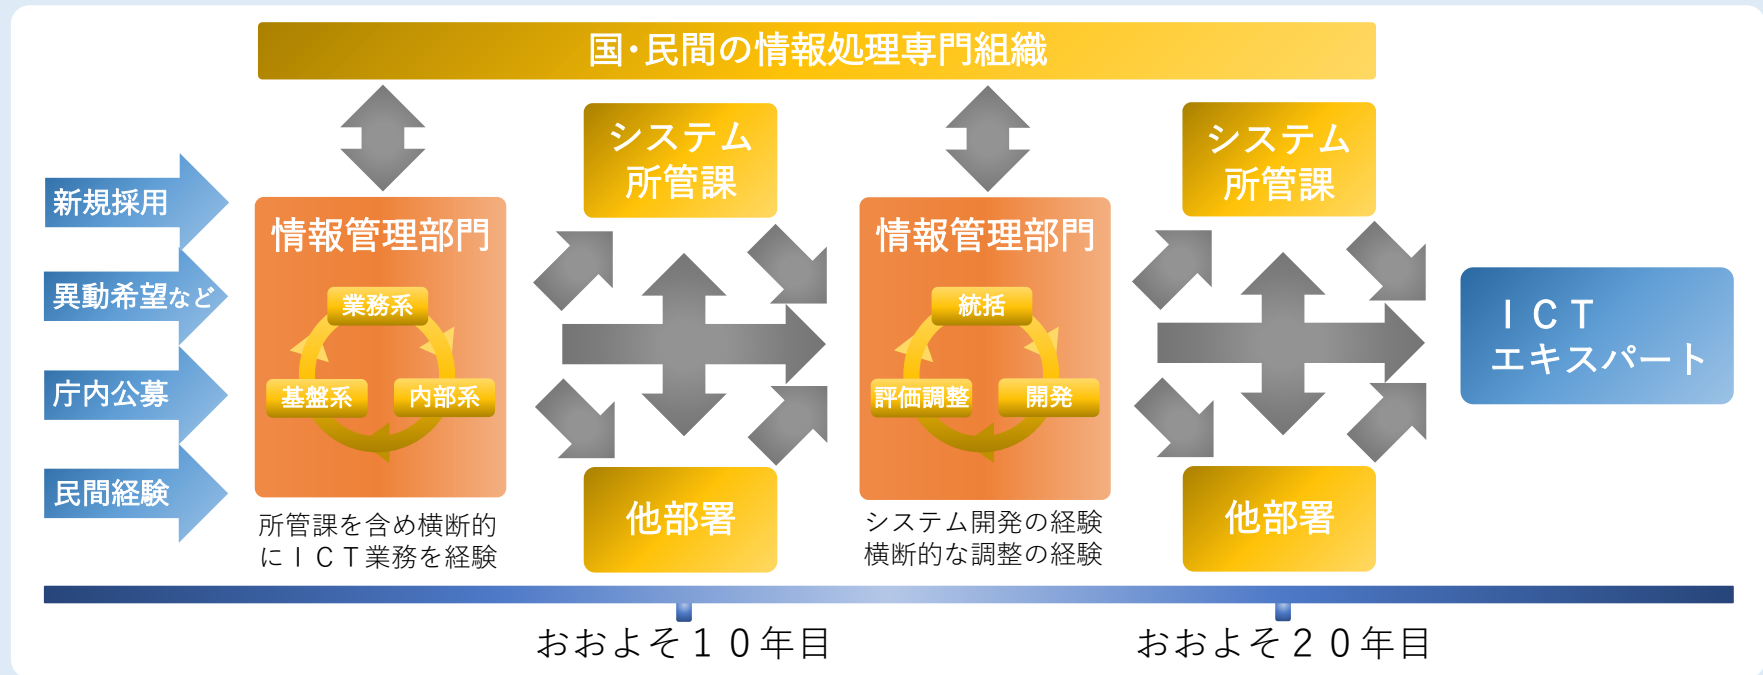 国・民間の情報処理専門組織
新規採用
異動希望など
庁内公募
民間経験
情報管理部門
業務系
基盤系
内部系
所管課を含め横断的
にＩＣＴ業務を経験
システム
所管課
他部署
情報管理部門
統括
評価調整
開発
システム開発の経験
横断的な調整の経験
システム
所管課
他部署
ＩＣＴ
エキスパート
おおよそ１０年目
おおよそ２０年目